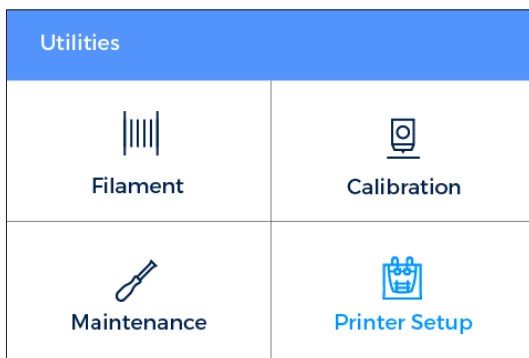 Utilities
Filament
Calibration
Maintenance
Printer Setup